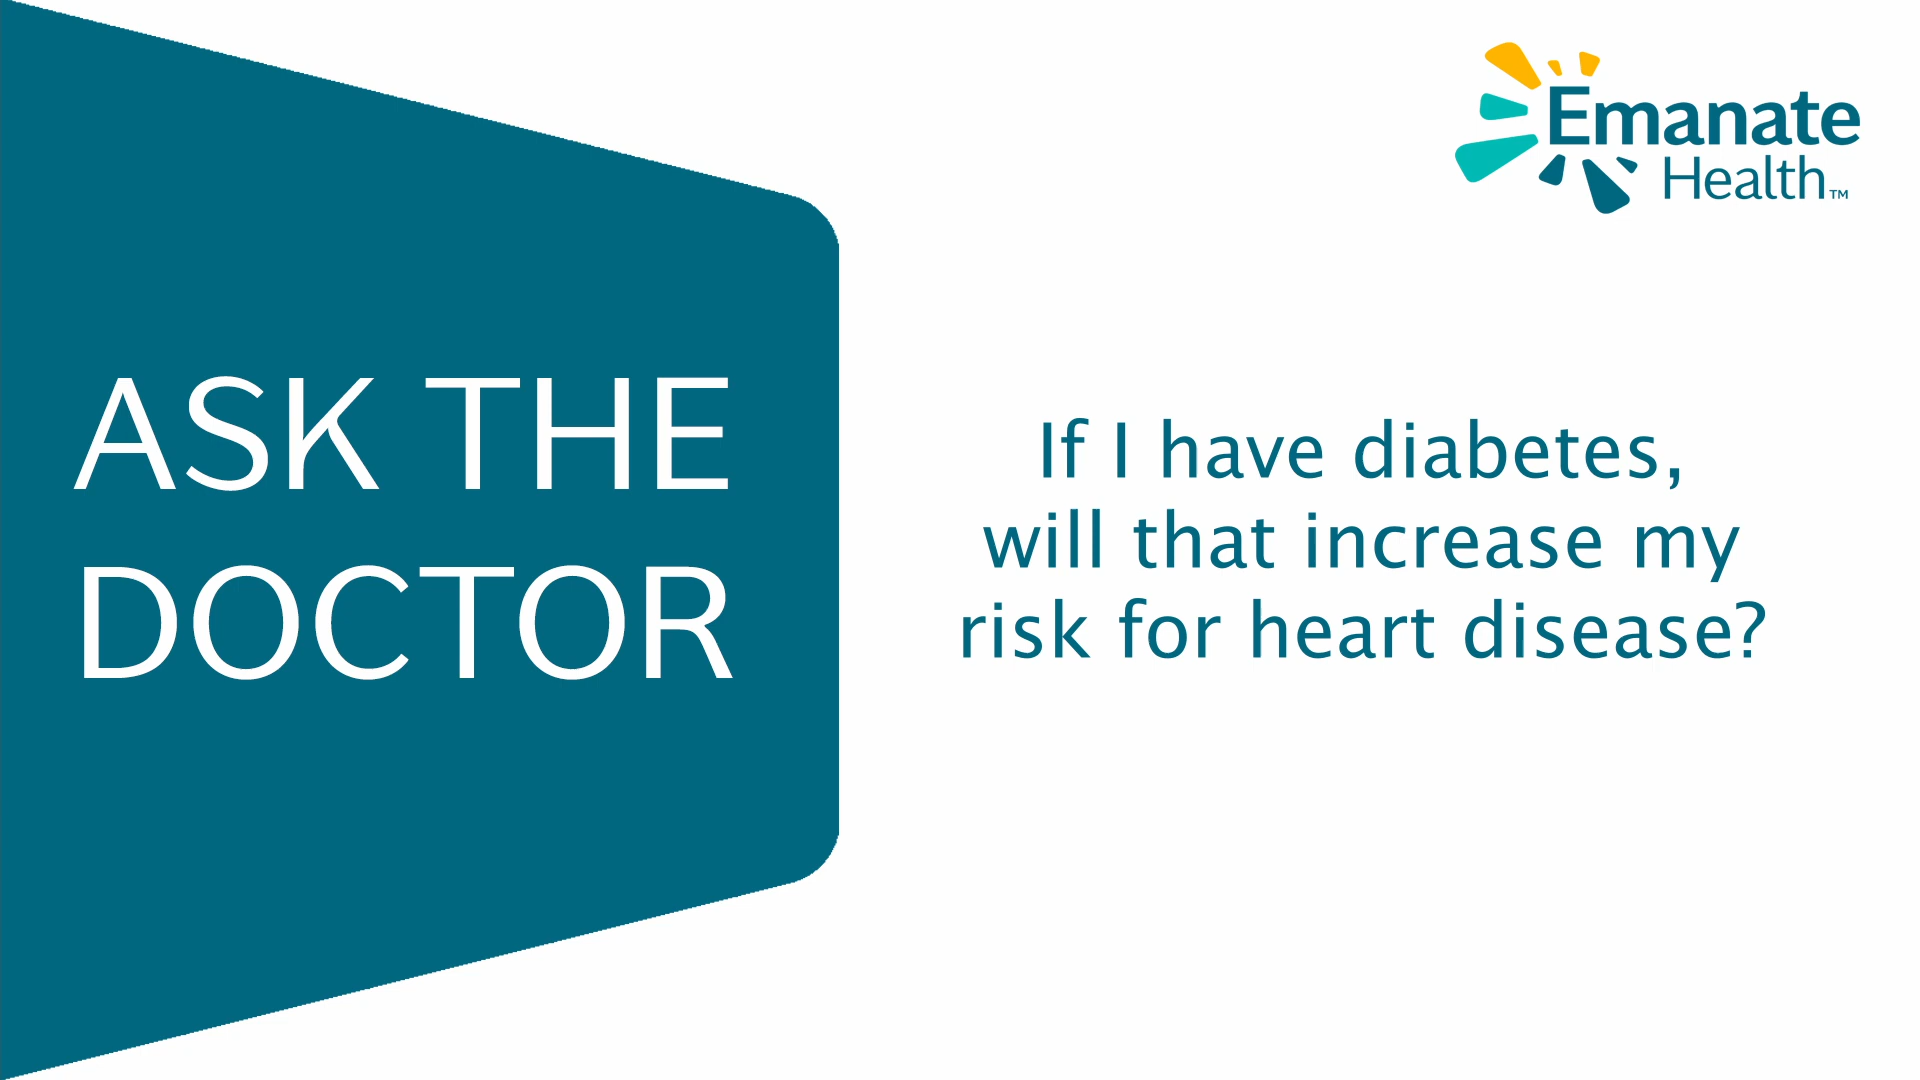 ASK THE
DOCTOR
Emanate
Health™
If I have diabetes,
will that increase my
risk for heart disease?